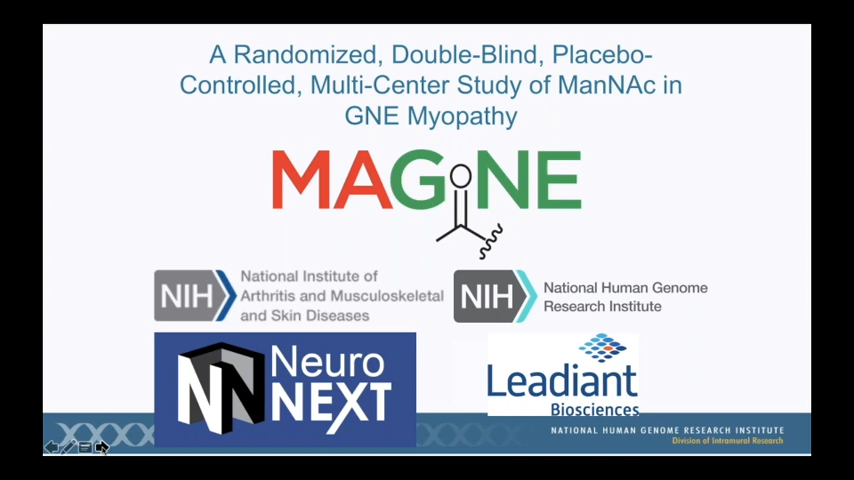 A Randomized, Double-Blind, Placebo-
Controlled, Multi-Center Study of ManNAc in
GNE Myopathy
MAGiNE
NIH
National Institute of
Arthritis and Musculoskeletal
and Skin Diseases
NIH
National Human Genome
Research Institute
NN
Neuro
NEXT
Leadiant
Biosciences
NATIONAL HUMAN GENOME RESEARCH INSTITUTE
Division of Intramural Research